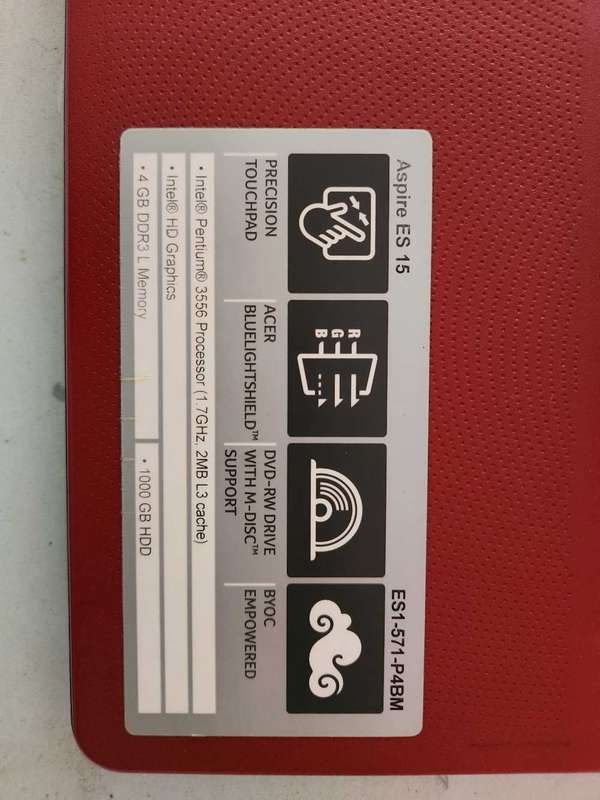 Aspire ES 15
ES1-571-P4BM
R
G
B
PRECISION
TOUCHPAD
ACER
BLUELIGHTSHIELD™
DVD-RW DRIVE
WITH M-DISC™
SUPPORT
BYOC
EMPOWERED
• Intel® Pentium® 3556 Processor (1.7GHz, 2MB L3 cache)
• Intel® HD Graphics
• 4 GB DDR3 L Memory
• 1000 GB HDD